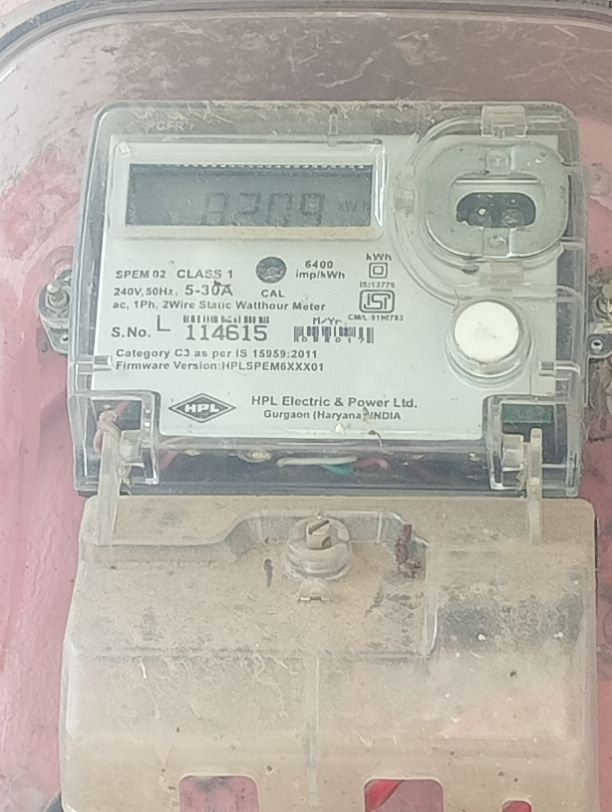 8209 kWh
SPEM 02 CLASS 1
240V, 50Hz, 5-30A
6400
imp/kWh
CAL
kWh
IS:13779
ac, 1Ph, 2Wire Static Watthour Meter
CM/L-9190783
S.No. L 114615
M/Yr
Category C3 as per IS 15959:2011
Firmware Version:HPLSPEM6XXX01
HPL
HPL Electric & Power Ltd.
Gurgaon (Haryana) INDIA